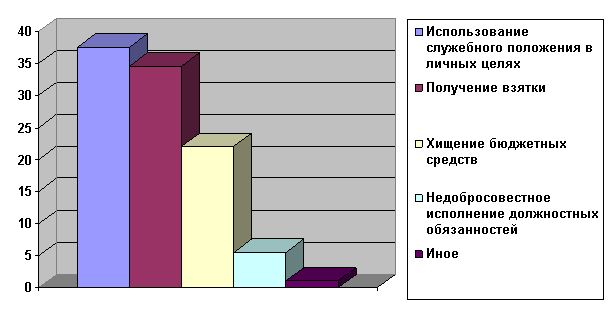 40
35
30
25
20
15
10
5
0
Использование
служебного положения в
личных целях
Получение взятки
Хищение бюджетных
средств
Недобросовестное
исполнение должностных
обязанностей
Иное